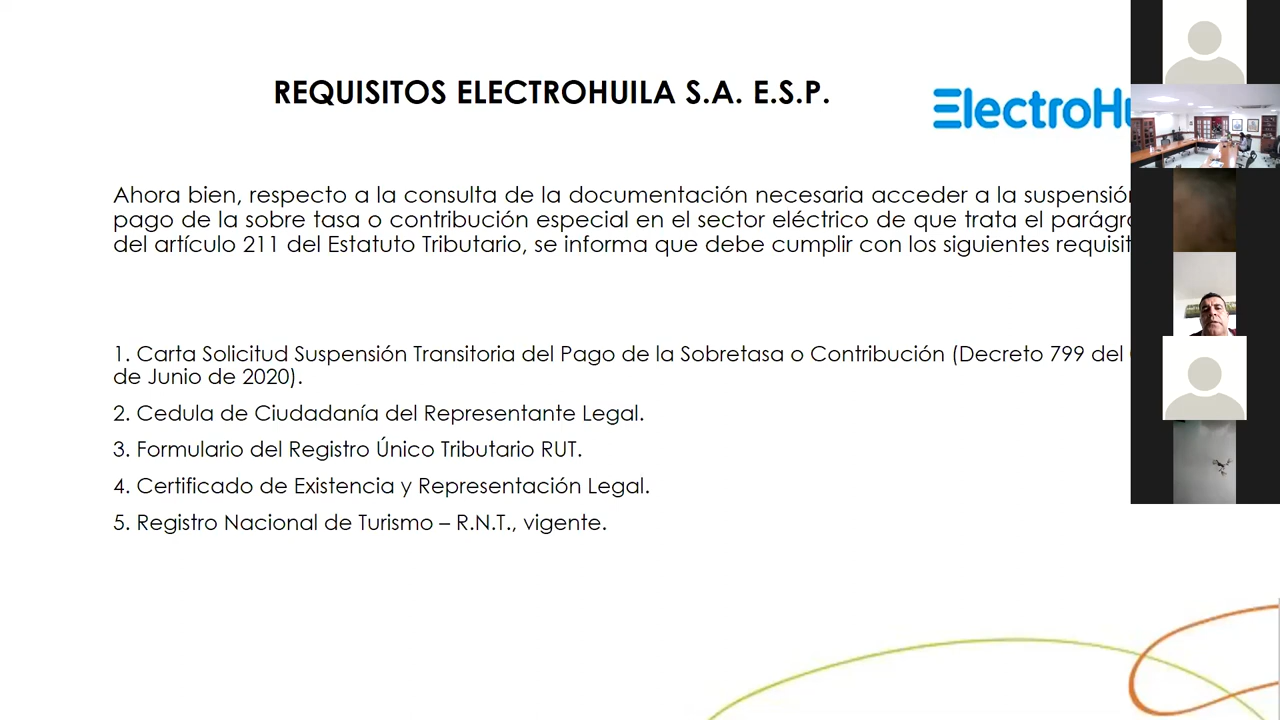 REQUISITOS ELECTROHUILA S.A. E.S.P.
ElectroHu
Ahora bien, respecto a la consulta de la documentación necesaria acceder a la suspensión
pago de la sobre tasa o contribución especial en el sector eléctrico de que trata el
del artículo 211 del Estatuto Tributario, se informa que debe cumplir con los siguientes
1. Carta Solicitud Suspensión Transitoria del Pago de la Sobretasa o Contribución (Decreto 799 del
de Junio de 2020).
2. Cedula de Ciudadanía del Representante Legal.
3. Formulario del Registro Único Tributario RUT.
4. Certificado de Existencia y Representación Legal.
5. Registro Nacional de Turismo – R.N.T., vigente.